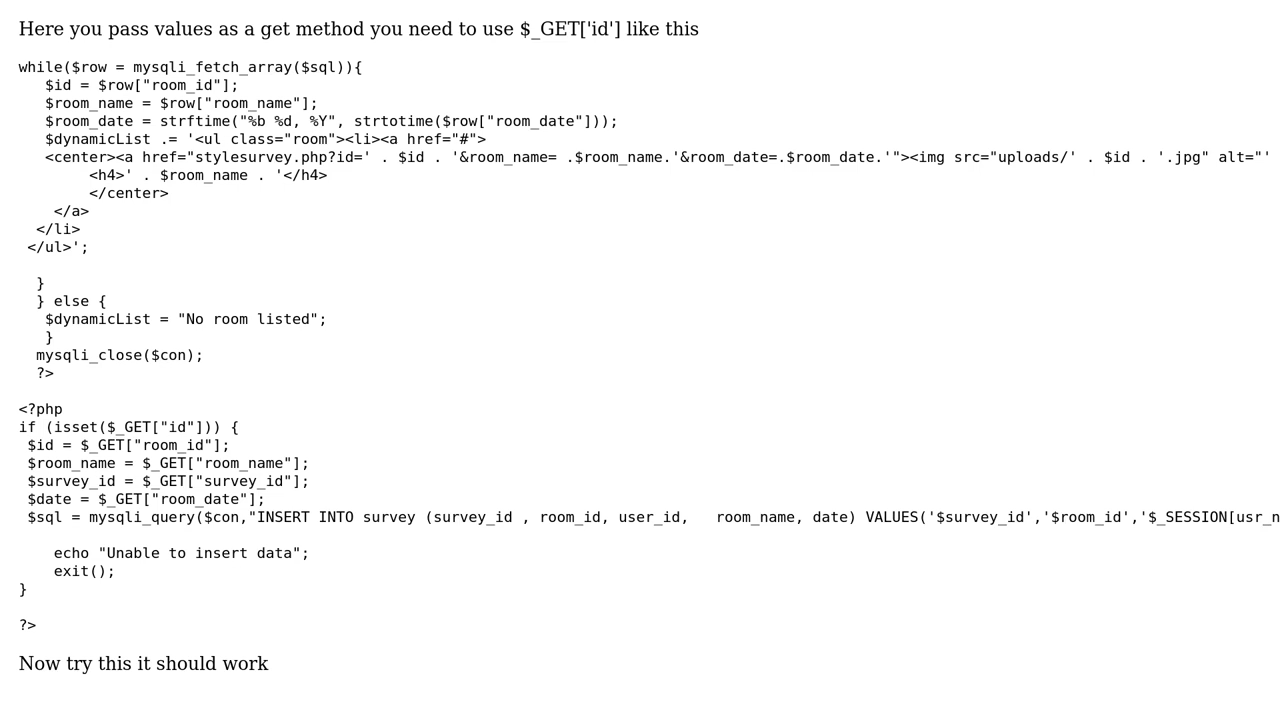 Here you pass values as a get method you need to use $_GET['id'] like this
while($row = mysqli_fetch_array($sql)){
   $id = $row["room_id"];
   $room_name = $row["room_name"];
   $room_date = strftime("%b %d, %Y", strtotime($row["room_date"]));
   $dynamicList .= '<ul class="room"><li><a href="#">
   <center><a href="stylesurvey.php?id=' . $id . '&room_name= .$room_name.'&room_date=.$room_date.'"><img src="uploads/' . $id . '.jpg" alt="'
        <h4>' . $room_name . '</h4>
        </center>
    </a>
  </li>
 </ul>';
  }
  } else {
   $dynamicList = "No room listed";
   }
  mysqli_close($con);
  ?>
<?php
if (isset($_GET["id"])) {
 $id = $_GET["room_id"];
 $room_name = $_GET["room_name"];
 $survey_id = $_GET["survey_id"];
 $date = $_GET["room_date"];
 $sql = mysqli_query($con,"INSERT INTO survey (survey_id , room_id, user_id,   room_name, date) VALUES('$survey_id','$room_id','$_SESSION[usr_n
    echo "Unable to insert data";
    exit();
}
?>
Now try this it should work